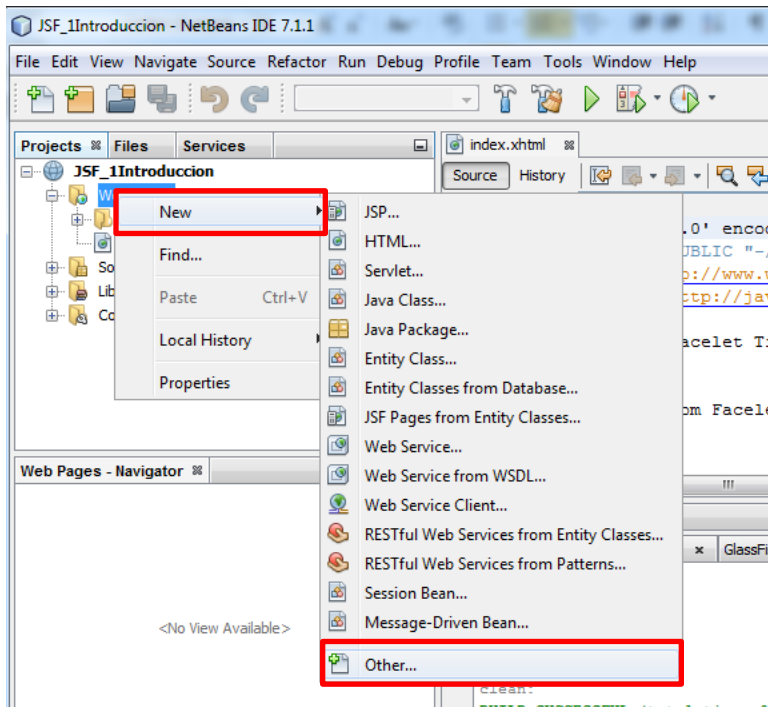 JSF_1Introduccion - NetBeans IDE 7.1.1
File Edit View Navigate Source Refactor Run Debug Profile Team Tools Window Help
Projects Files Services
index.xhtml
JSF_1Introduccion
Source History
W
New
JSP...
.0' encod
Find...
HTML...
UBLIC "-/
So
Servlet...
p://www.w
Lib
Paste Ctrl+V
Java Class...
ttp://jav
Co
Local History
Java Package...
acelet Ti
Entity Class...
Properties
Entity Classes from Database...
JSF Pages from Entity Classes...
om Facele
Web Service...
Web Pages - Navigator
Web Service from WSDL...
Web Service Client...
RESTful Web Services from Entity Classes...
GlassFi
RESTful Web Services from Patterns...
Session Bean...
<No View Available>
Message-Driven Bean...
Other...
clean: